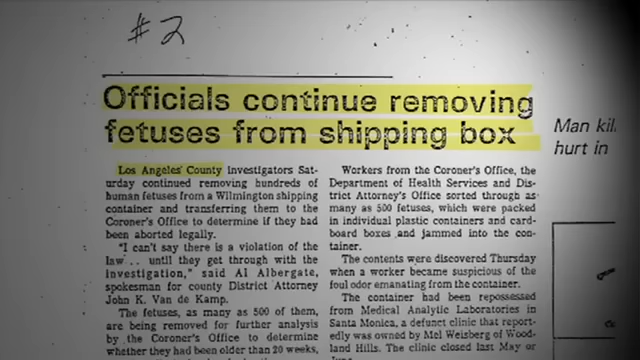 #2
Officials continue removing
fetuses from shipping box
Man kil
hurt in
Los Angeles County investigators Sat-
urday continued removing hundreds of
human fetuses from a Wilmington shipping
container and transferring them to the
Coroner's Office to determine if they had
been aborted legally.
"I can't say there is a violation of the
law . . until they get through with the
investigation," said Al Albergate,
spokesman for county District Attorney
John K. Van de Kamp.
The fetuses, as many as 500 of them,
are being removed for further analysis
by the Coroner's Office to determine
whether they had been older than 20 weeks,
Workers from the Coroner's Office, the
Department of Health Services and Dis-
trict Attorney's Office sorted through as
many as 500 fetuses, which were packed
in individual plastic containers and card-
board boxes and jammed into the con-
tainer.
The contents were discovered Thursday
when a worker became suspicious of the
foul odor emanating from the container.
The container had been repossessed
from Medical Analytic Laboratories in
Santa Monica, a defunct clinic that report-
edly was owned by Mel Weisberg of Wood-
land Hills. The clinic closed last May or